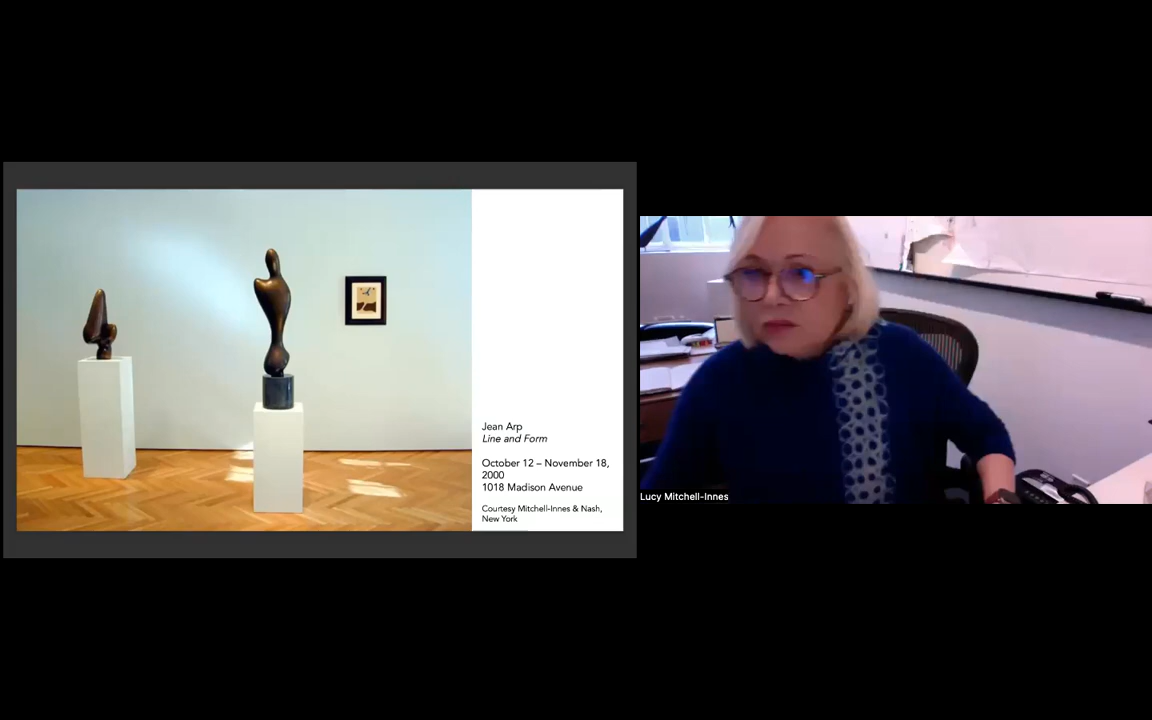 Jean Arp
Line and Form
October 12 – November 18,
2000
1018 Madison Avenue
Courtesy Mitchell-Innes & Nash,
New York
Lucy Mitchell-Innes